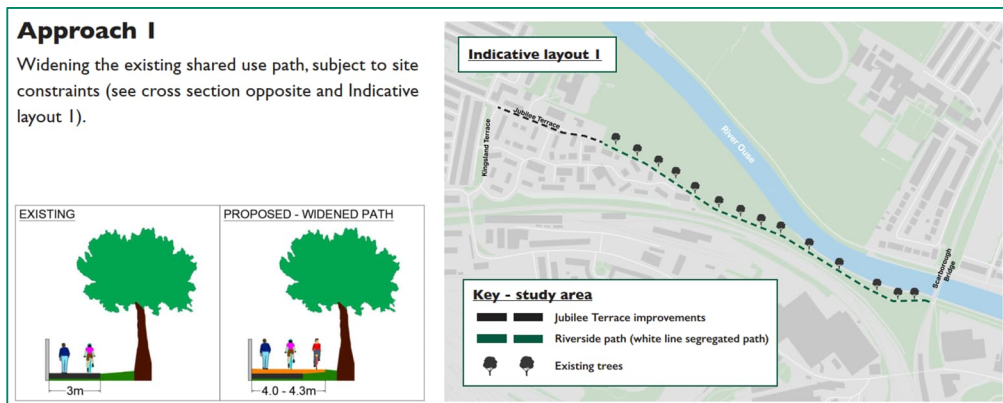 Approach 1
Widening the existing shared use path, subject to site
constraints (see cross section opposite and Indicative
layout 1).
EXISTING
PROPOSED - WIDENED PATH
3m
4.0 - 4.3m
Indicative layout 1
Jubilee Terrace
Kingsland Terrace
River Ouse
Scarborough
Bridge
Key - study area
Jubilee Terrace improvements
Riverside path (white line segregated path)
Existing trees